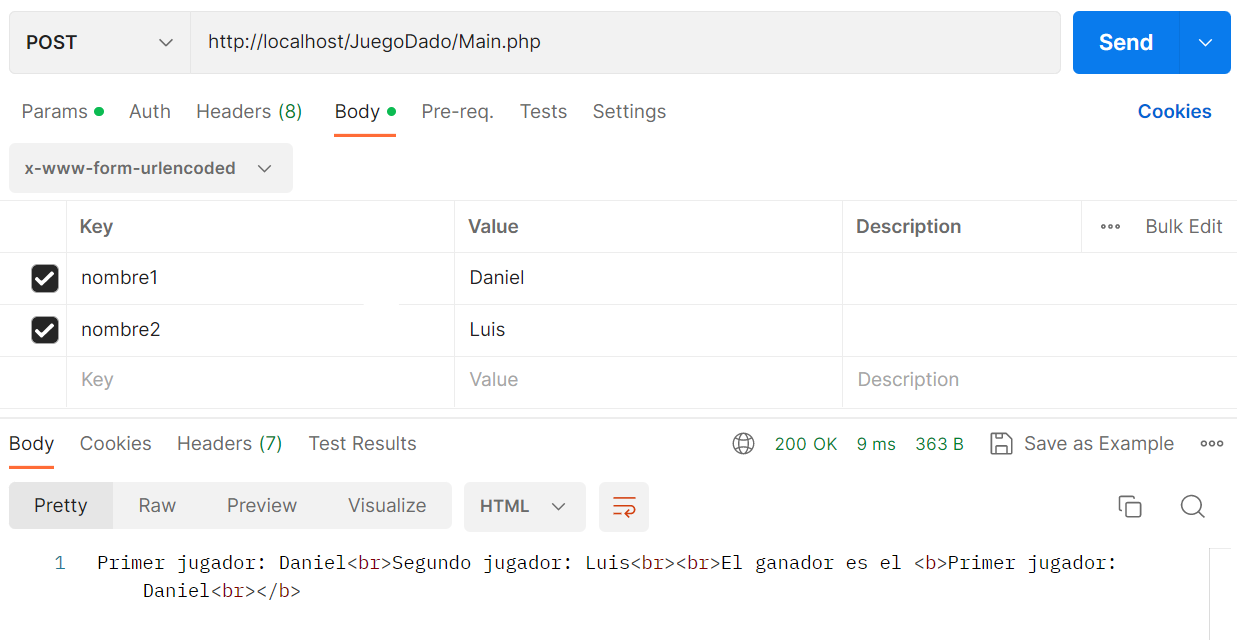 POST http://localhost/JuegoDado/Main.php Send
Params Auth Headers (8) Body Pre-req. Tests Settings Cookies
x-www-form-urlencoded
Key Value Description Bulk Edit
nombre1 Daniel
nombre2 Luis
Key Value Description
Body Cookies Headers (7) Test Results 200 OK 9 ms 363 B Save as Example
Pretty Raw Preview Visualize HTML
1 Primer jugador: Daniel<br>Segundo jugador: Luis<br><br>El ganador es el <b>Primer jugador:
Daniel<br></b>